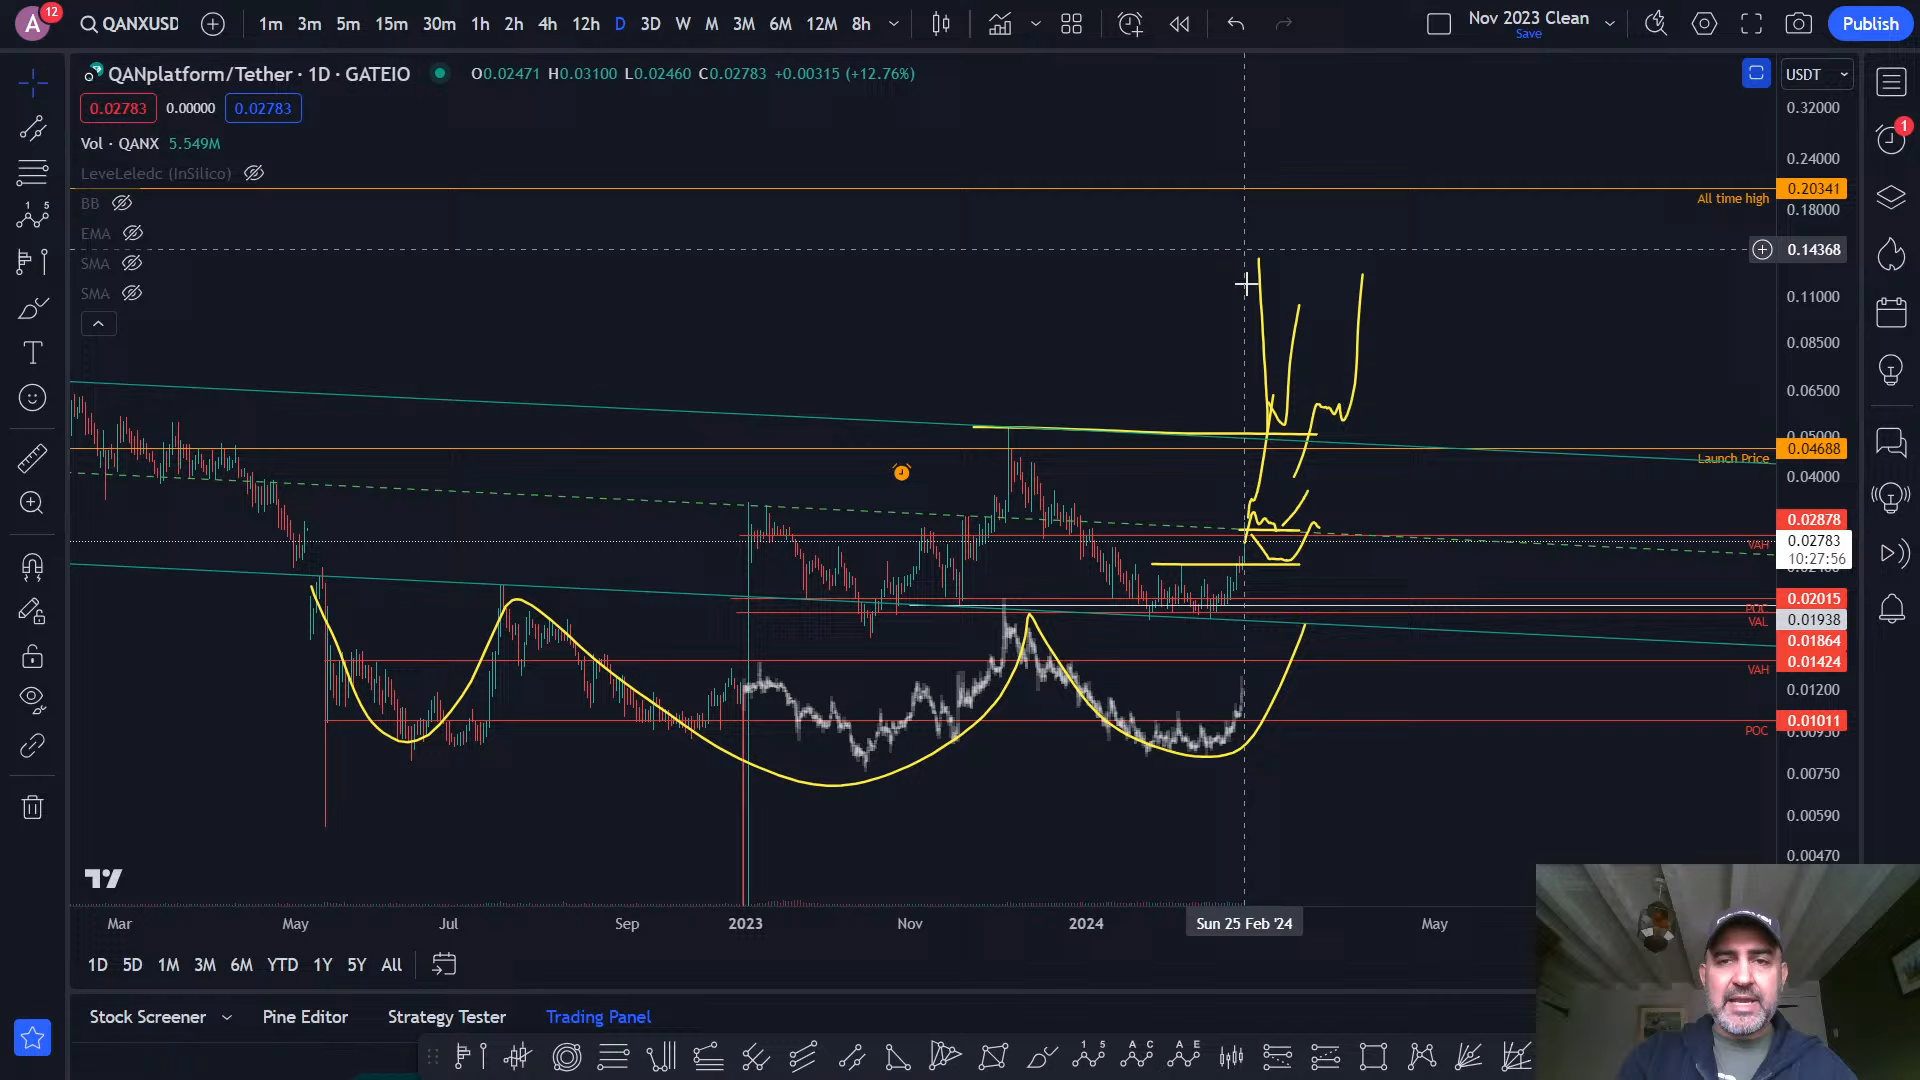 A 12 QANXUSD 1m 3m 5m 15m 30m 1h 2h 4h 12h D 3D W M 3M 6M 12M 8h Nov 2023 Clean Save Publish
QANplatform/Tether · 1D · GATEIO O0.02471 H0.03100 L0.02460 C0.02783 +0.00315 (+12.76%) USDT
0.02783 0.00000 0.02783
Vol · QANX 5.549M
LeveLeledc (InSilico)
BB
EMA
SMA
SMA
0.32000
1
0.24000
0.20341
All time high
0.18000
0.14368
0.11000
0.08500
0.06500
0.05000
0.04688
Launch Price
0.04000
0.02878
0.02783
VAH
10:27:56
0.02015
POC
VAL
0.01938
0.01864
0.01424
VAH
0.01200
0.01011
POC
0.00950
0.00750
0.00590
0.00470
Mar May Jul Sep 2023 Nov 2024 Sun 25 Feb '24 May
1D 5D 1M 3M 6M YTD 1Y 5Y All
Stock Screener Pine Editor Strategy Tester Trading Panel